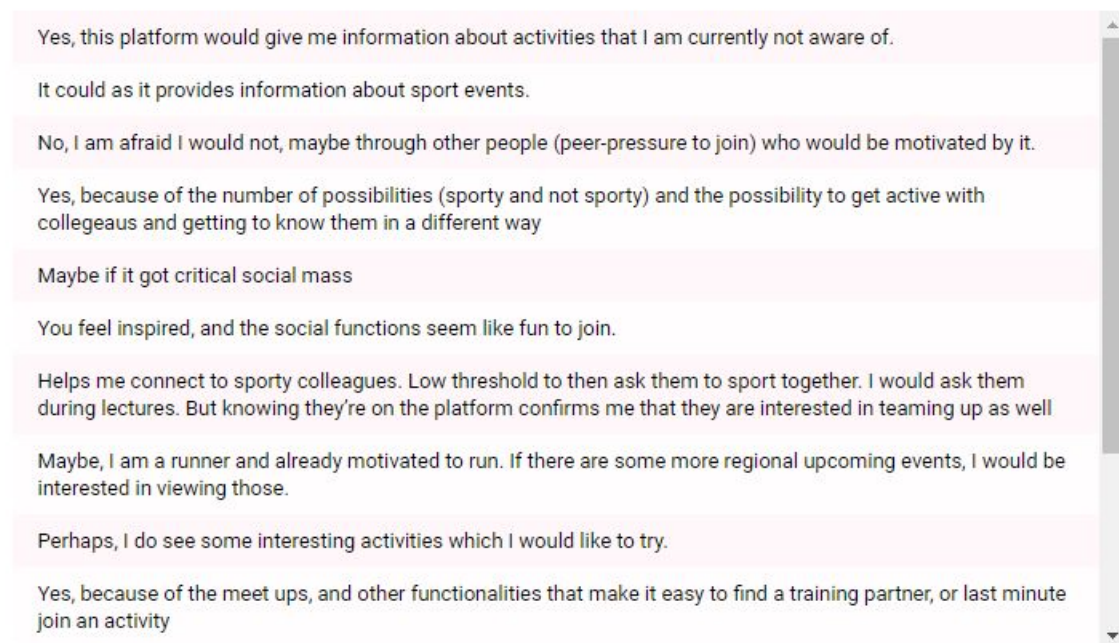 Yes, this platform would give me information about activities that I am currently not aware of.
It could as it provides information about sport events.
No, I am afraid I would not, maybe through other people (peer-pressure to join) who would be motivated by it.
Yes, because of the number of possibilities (sporty and not sporty) and the possibility to get active with
collegeaus and getting to know them in a different way
Maybe if it got critical social mass
You feel inspired, and the social functions seem like fun to join.
Helps me connect to sporty colleagues. Low threshold to then ask them to sport together. I would ask them
during lectures. But knowing they're on the platform confirms me that they are interested in teaming up as well
Maybe, I am a runner and already motivated to run. If there are some more regional upcoming events, I would be
interested in viewing those.
Perhaps, I do see some interesting activities which I would like to try.
Yes, because of the meet ups, and other functionalities that make it easy to find a training partner, or last minute
join an activity